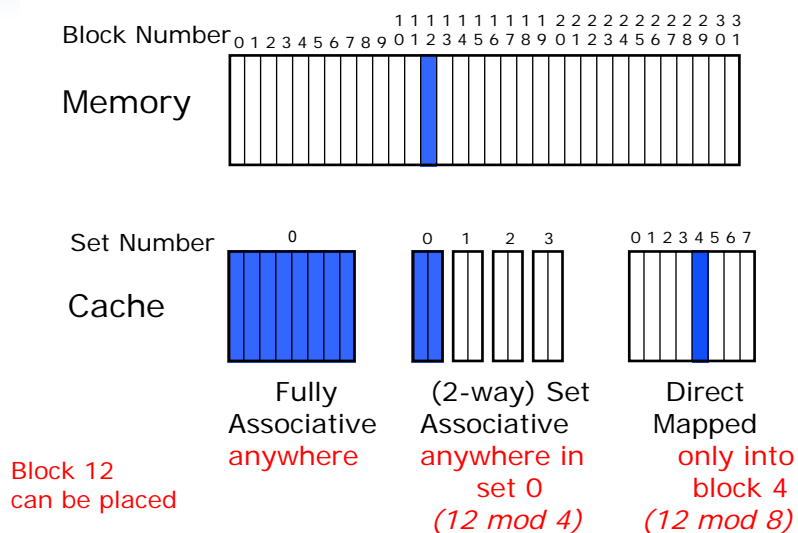 1 1 1 1 1 1 1 1 1 1 2 2 2 2 2 2 2 2 2 2 3 3
Block Number 0 1 2 3 4 5 6 7 8 9 0 1 2 3 4 5 6 7 8 9 0 1 2 3 4 5 6 7 8 9 0 1
Memory
Set Number 0 0 1 2 3 0 1 2 3 4 5 6 7
Cache
Fully
Associative
anywhere
(2-way) Set
Associative
anywhere in
set 0
(12 mod 4)
Direct
Mapped
only into
block 4
(12 mod 8)
Block 12
can be placed